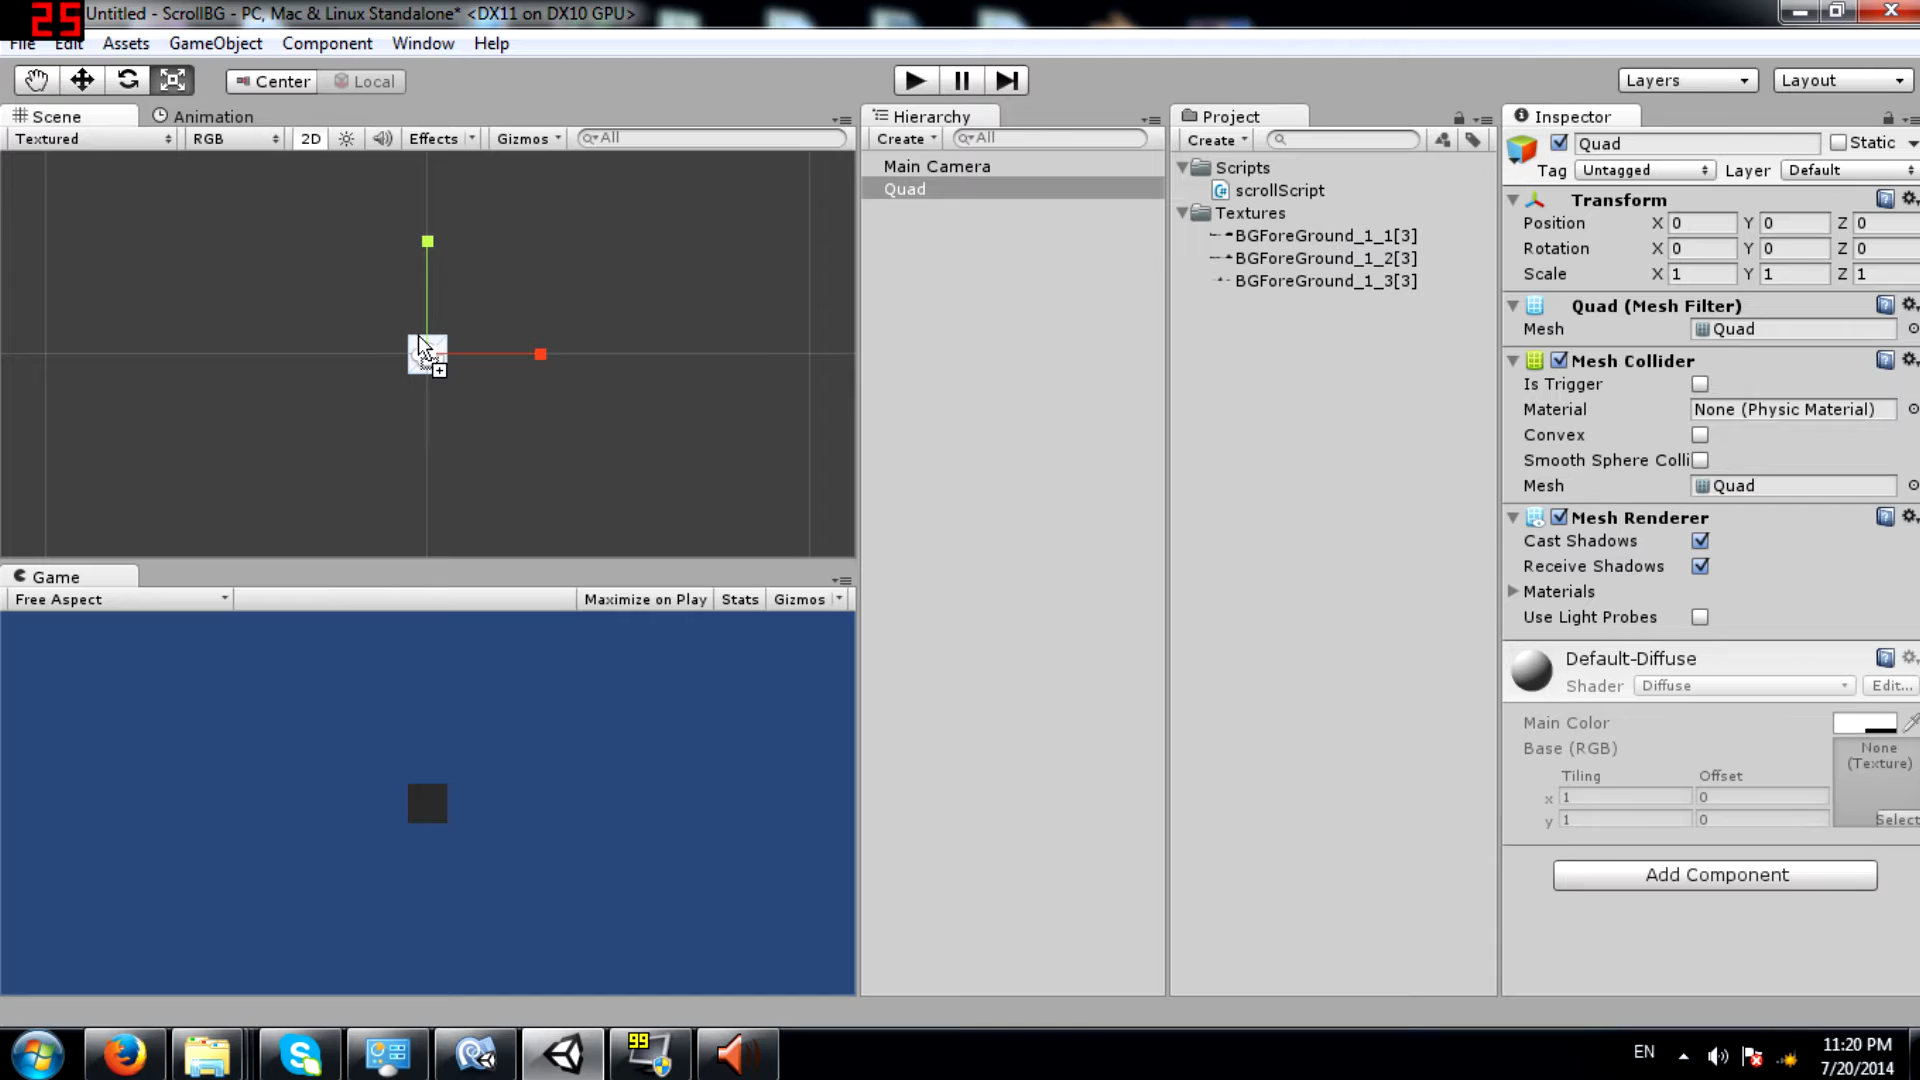 25
Untitled - ScrollBG - PC, Mac & Linux Standalone* <DX11 on DX10 GPU>
File Edit Assets GameObject Component Window Help
Center Local Layers Layout
Scene Animation
Textured RGB 2D Effects Gizmos All
Game
Free Aspect Maximize on Play Stats Gizmos
Hierarchy
Create All
Main Camera
Quad
Project
Create
Scripts
scrollScript
Textures
BGForeGround_1_1[3]
BGForeGround_1_2[3]
BGForeGround_1_3[3]
Inspector
Quad Static
Tag Untagged Layer Default
Transform
Position X 0 Y 0 Z 0
Rotation X 0 Y 0 Z 0
Scale X 1 Y 1 Z 1
Quad (Mesh Filter)
Mesh Quad
Mesh Collider
Is Trigger
Material None (Physic Material)
Convex
Smooth Sphere Colli
Mesh Quad
Mesh Renderer
Cast Shadows
Receive Shadows
Materials
Use Light Probes
Default-Diffuse
Shader Diffuse Edit...
Main Color
Base (RGB) None
(Texture)
Tiling Offset
x 1 0
y 1 0 Select
Add Component
99
EN 11:20 PM
7/20/2014